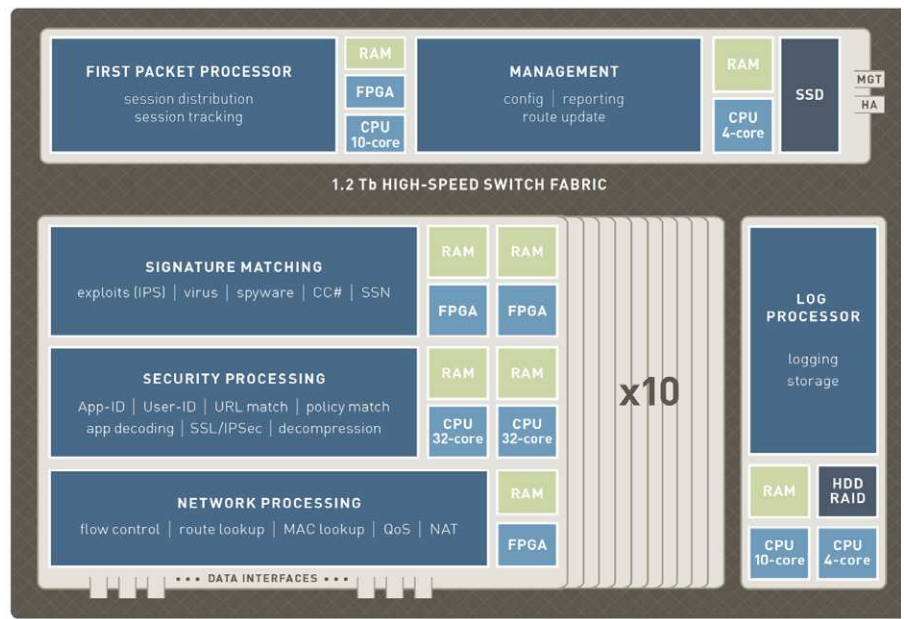 FIRST PACKET PROCESSOR
session distribution
session tracking
RAM
FPGA
CPU
10-core
MANAGEMENT
config | reporting
route update
RAM
CPU
4-core
SSD
MGT
HA
1.2 Tb HIGH-SPEED SWITCH FABRIC
SIGNATURE MATCHING
exploits (IPS) | virus | spyware | CC# | SSN
RAM
RAM
FPGA
FPGA
SECURITY PROCESSING
App-ID | User-ID | URL match | policy match
app decoding | SSL/IPSec | decompression
RAM
RAM
CPU
32-core
CPU
32-core
NETWORK PROCESSING
flow control | route lookup | MAC lookup | QoS | NAT
RAM
FPGA
••• DATA INTERFACES •••
x10
LOG
PROCESSOR
logging
storage
RAM
HDD
RAID
CPU
10-core
CPU
4-core